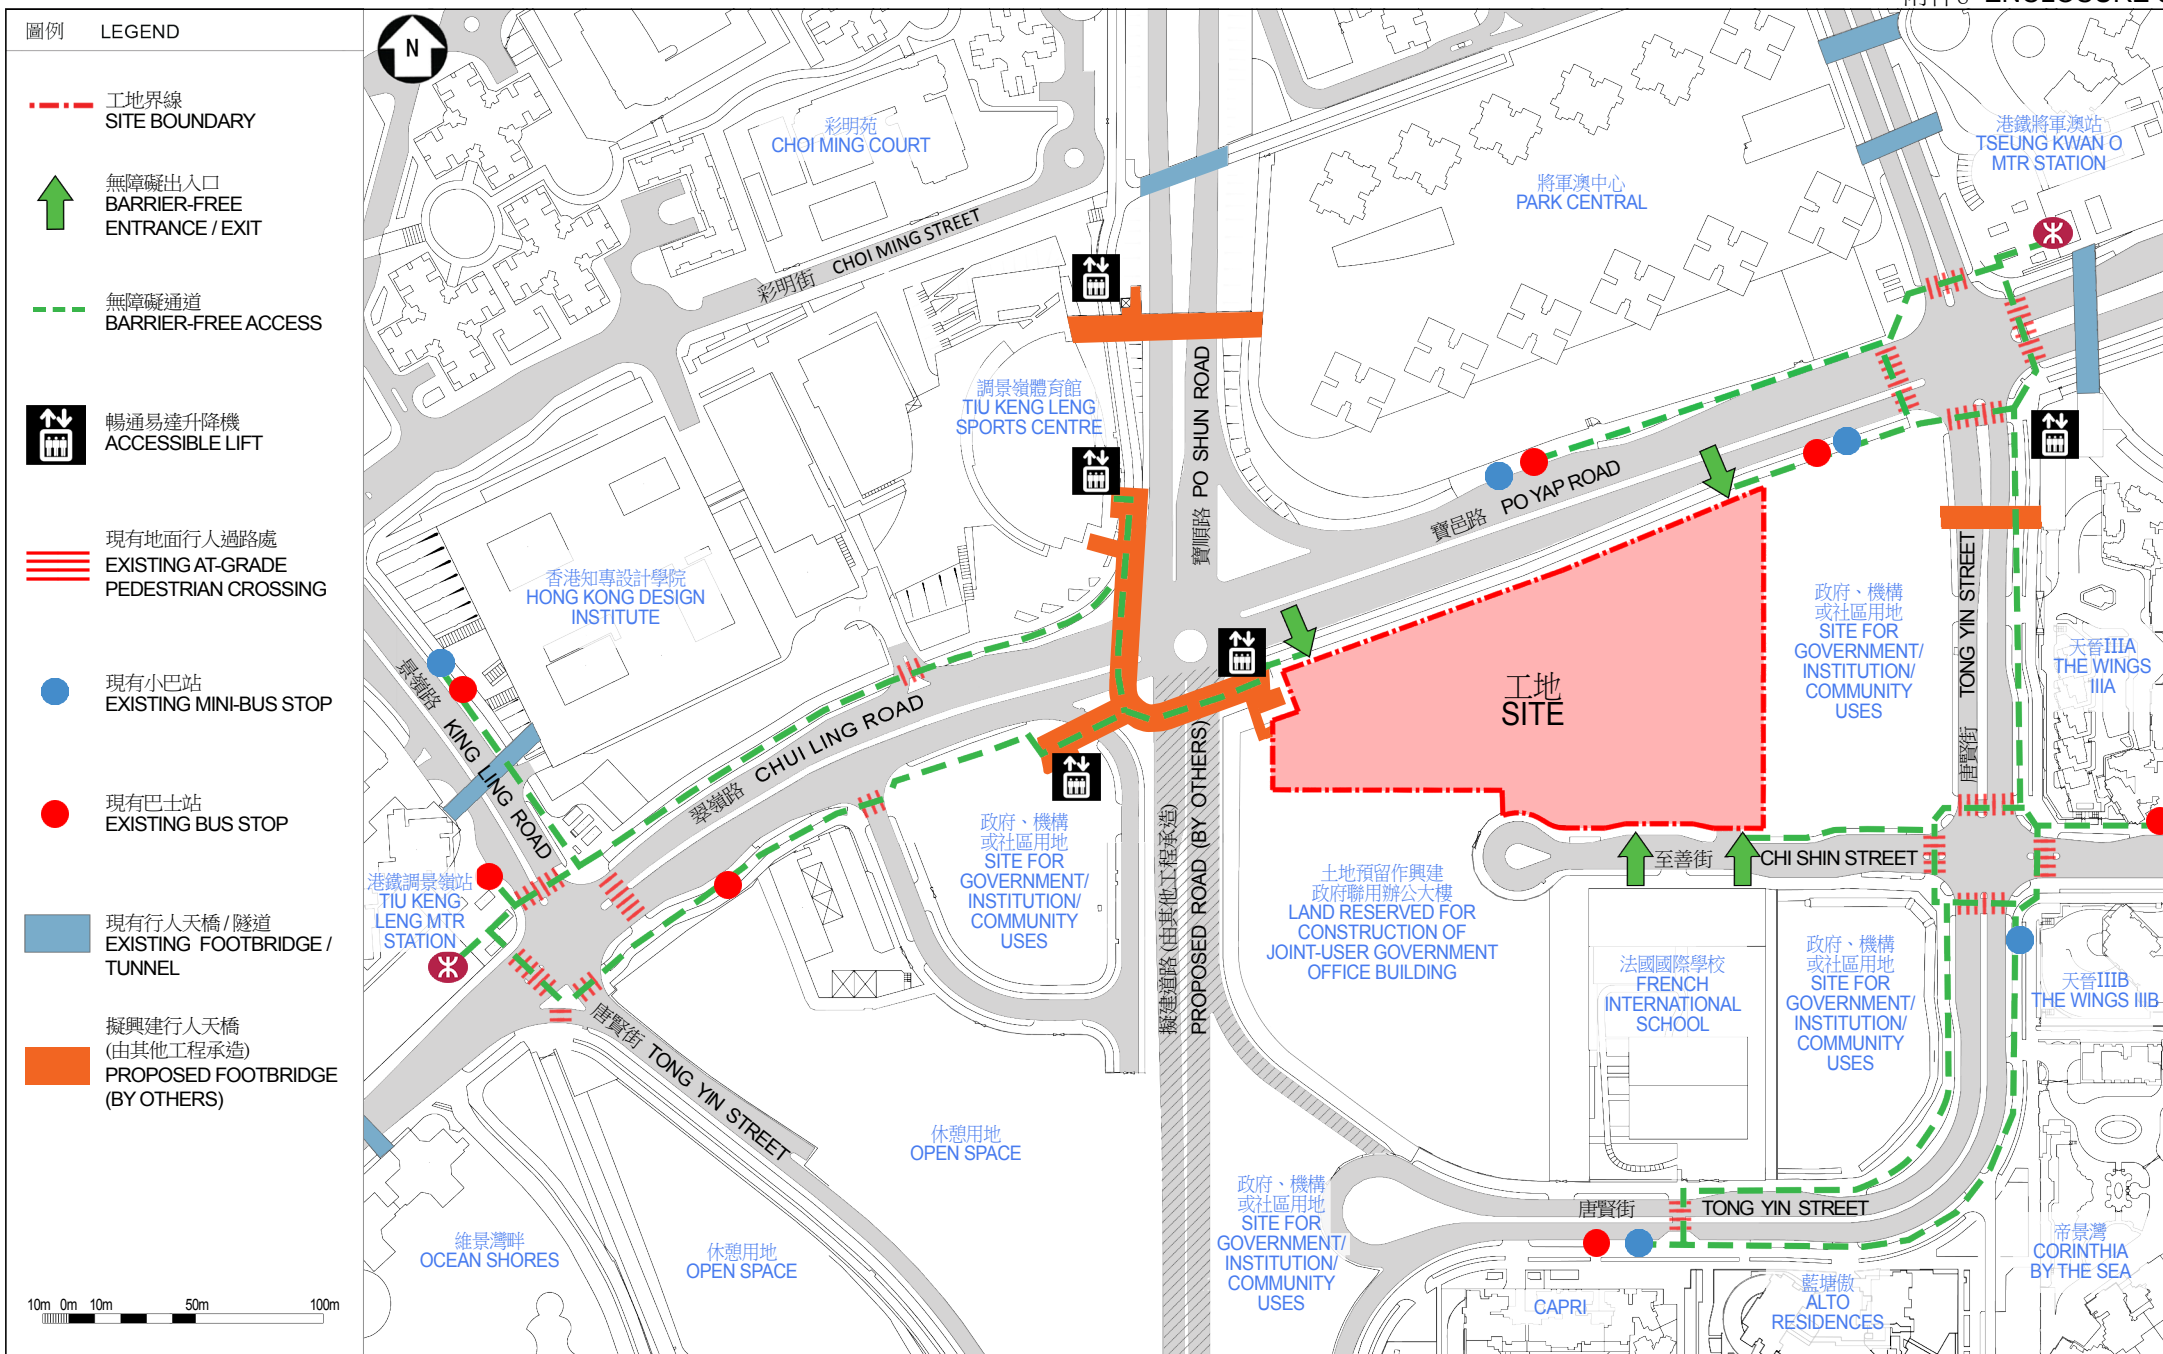 ENCLOSURE
圖例 LEGEND
工地界線
SITE BOUNDARY
無障礙出入口
BARRIER-FREE
ENTRANCE / EXIT
無障礙通道
BARRIER-FREE ACCESS
暢通易達升降機
ACCESSIBLE LIFT
現有地面行人過路處
EXISTING AT-GRADE
PEDESTRIAN CROSSING
現有小巴站
EXISTING MINI-BUS STOP
現有巴士站
EXISTING BUS STOP
現有行人天橋 / 隧道
EXISTING FOOTBRIDGE /
TUNNEL
擬興建行人天橋
(由其他工程承造)
PROPOSED FOOTBRIDGE
(BY OTHERS)
10m 0m 10m 50m 100m
N
彩明苑
CHOI MING COURT
彩明街 CHOI MING STREET
將軍澳中心
PARK CENTRAL
港鐵將軍澳站
TSEUNG KWAN O
MTR STATION
調景嶺體育館
TIU KENG LENG
SPORTS CENTRE
寶順路 PO SHUN ROAD
寶邑路 PO YAP ROAD
香港知專設計學院
HONG KONG DESIGN
INSTITUTE
景嶺路 KING LING ROAD
翠嶺路 CHUI LING ROAD
港鐵調景嶺站
TIU KENG
LENG MTR
STATION
政府、機構
或社區用地
SITE FOR
GOVERNMENT/
INSTITUTION/
COMMUNITY
USES
工地
SITE
政府、機構
或社區用地
SITE FOR
GOVERNMENT/
INSTITUTION/
COMMUNITY
USES
唐賢街 TONG YIN STREET
天晉IIIA
THE WINGS
IIIA
至善街 CHI SHIN STREET
擬建道路 (由其他工程承造)
PROPOSED ROAD (BY OTHERS)
土地預留作興建
政府聯用辦公大樓
LAND RESERVED FOR
CONSTRUCTION OF
JOINT-USER GOVERNMENT
OFFICE BUILDING
法國國際學校
FRENCH
INTERNATIONAL
SCHOOL
政府、機構
或社區用地
SITE FOR
GOVERNMENT/
INSTITUTION/
COMMUNITY
USES
天晉IIIB
THE WINGS IIIB
唐賢街 TONG YIN STREET
休憩用地
OPEN SPACE
維景灣畔
OCEAN SHORES
休憩用地
OPEN SPACE
政府、機構
或社區用地
SITE FOR
GOVERNMENT/
INSTITUTION/
COMMUNITY
USES
唐賢街 TONG YIN STREET
CAPRI
藍塘傲
ALTO
RESIDENCES
帝景灣
CORINTHIA
BY THE SEA